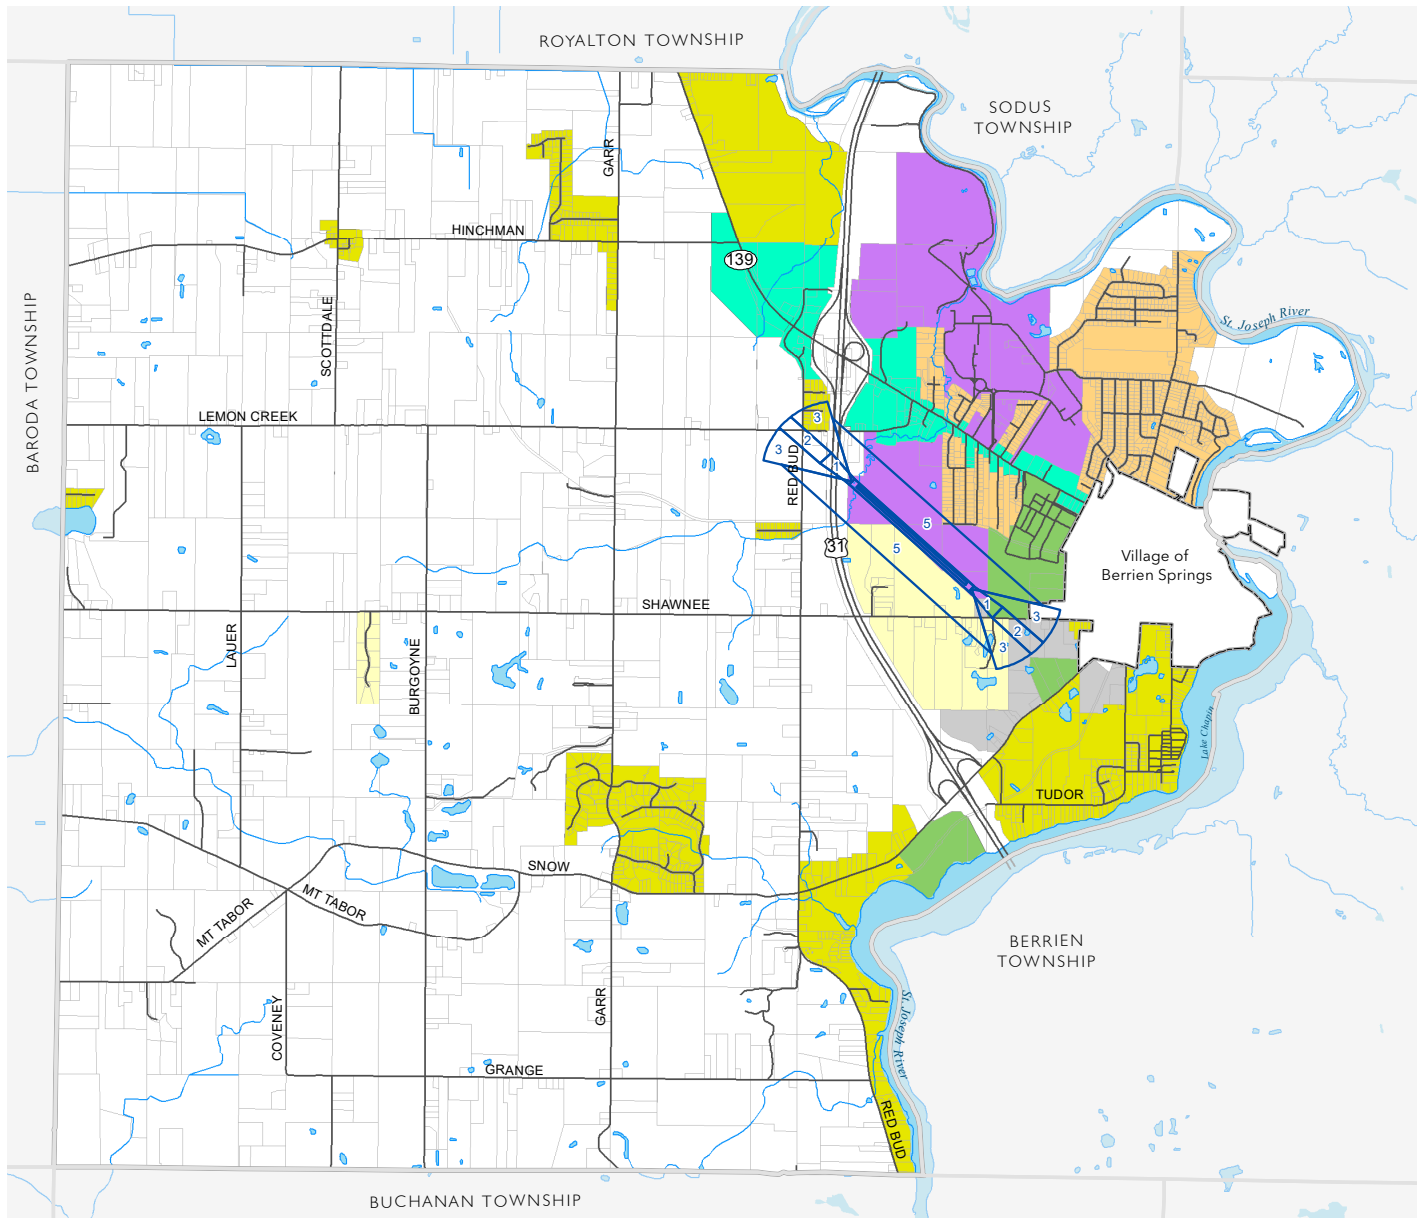 ROYALTON TOWNSHIP
SODUS
TOWNSHIP
GARR
HINCHMAN
139
BARODA TOWNSHIP
SCOTTDALE
St. Joseph River
LEMON CREEK
3
2
3
1
RED BUD
5
5
31
Village of
Berrien Springs
SHAWNEE
1
3
2
3
LAUER
BURGOYNE
Lake Chapin
TUDOR
SNOW
MT TABOR
MT TABOR
BERRIEN
TOWNSHIP
COVENEY
GARR
St. Joseph River
GRANGE
RED BUD
BUCHANAN TOWNSHIP